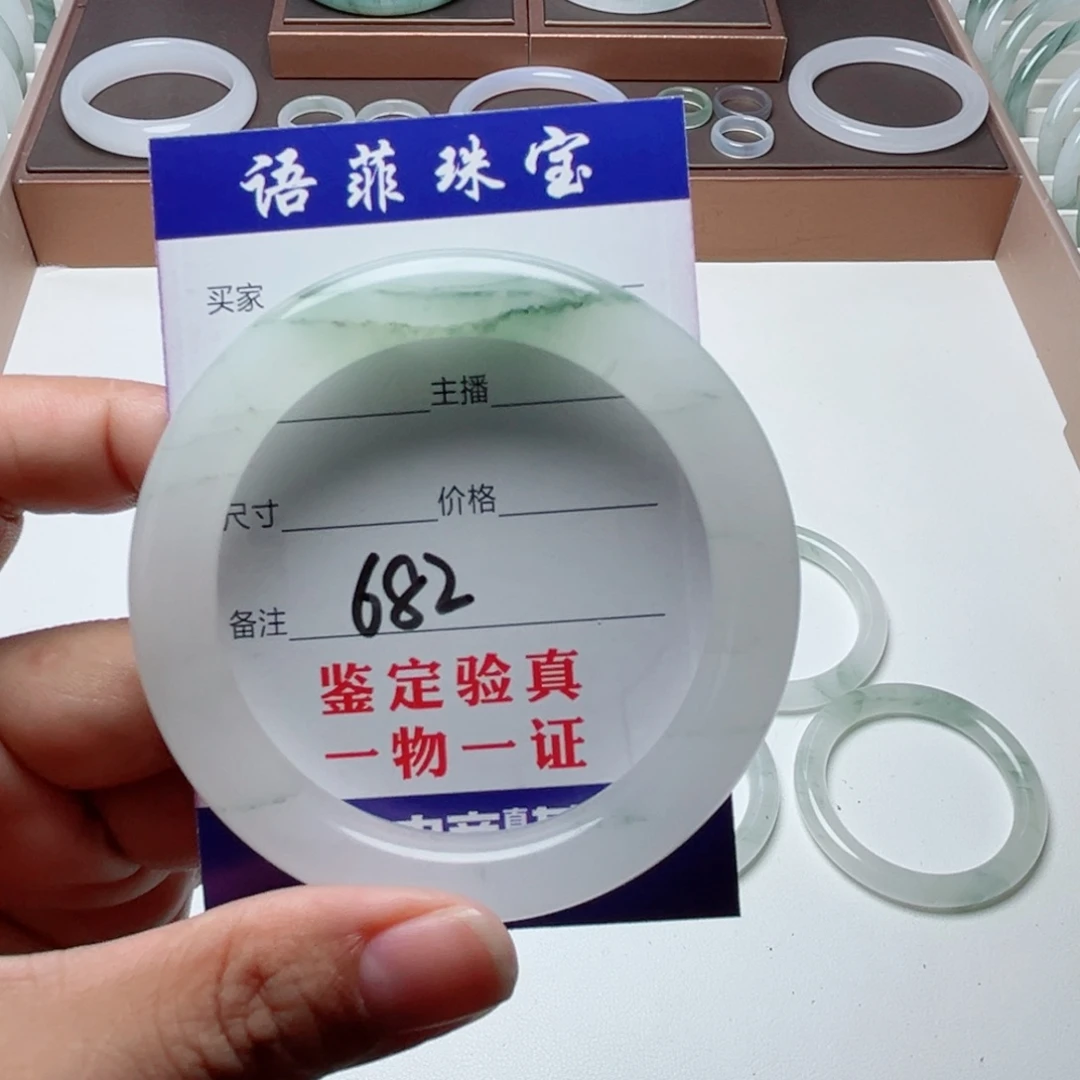 语菲珠宝
买家
主播
尺寸 价格
备注 682
鉴定验真
一物一证